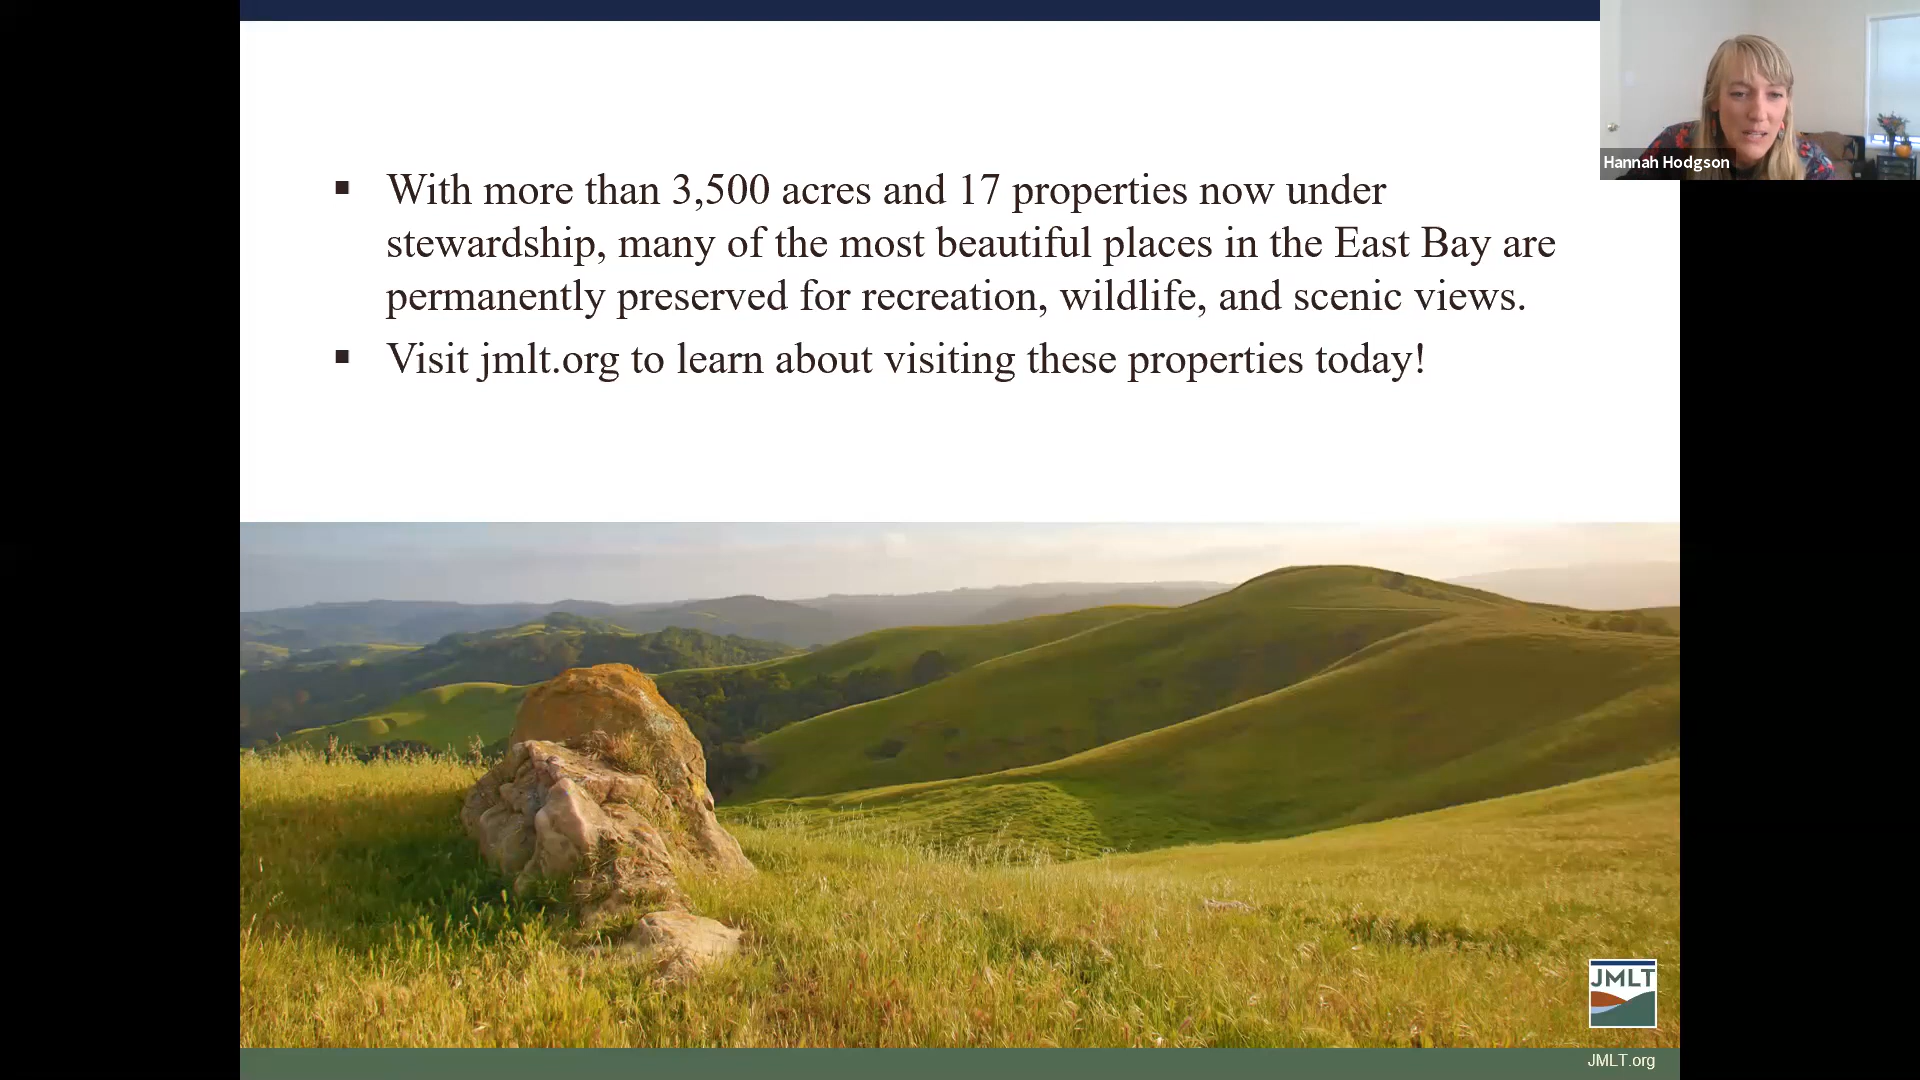 Hannah Hodgson
▪ With more than 3,500 acres and 17 properties now under
stewardship, many of the most beautiful places in the East Bay are
permanently preserved for recreation, wildlife, and scenic views.
▪ Visit jmlt.org to learn about visiting these properties today!
JMLT
JMLT.org